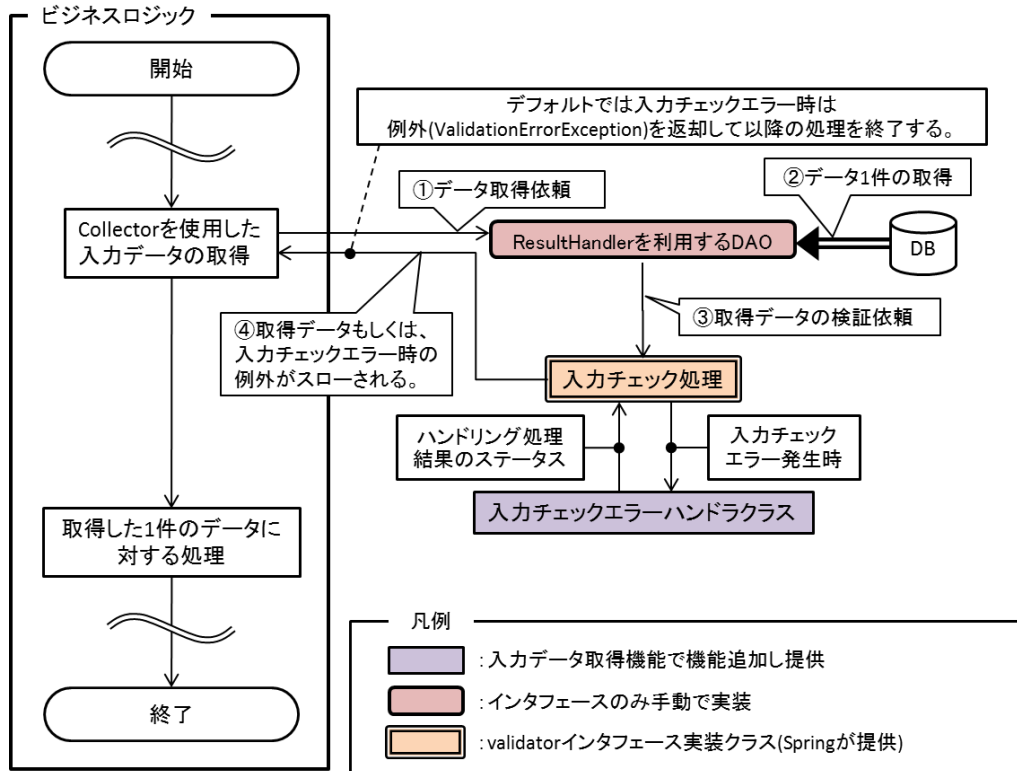 ビジネスロジック
開始
デフォルトでは入力チェックエラー時は
例外(ValidationErrorException)を返却して以降の処理を終了する。
①データ取得依頼
②データ1件の取得
Collectorを使用した
入力データの取得
ResultHandlerを利用するDAO
DB
③取得データの検証依頼
④取得データもしくは、
入力チェックエラー時の
例外がスローされる。
入力チェック処理
ハンドリング処理
結果のステータス
入力チェック
エラー発生時
入力チェックエラーハンドラクラス
取得した1件のデータに
対する処理
終了
凡例
：入力データ取得機能で機能追加し提供
：インタフェースのみ手動で実装
：validatorインタフェース実装クラス(Springが提供)